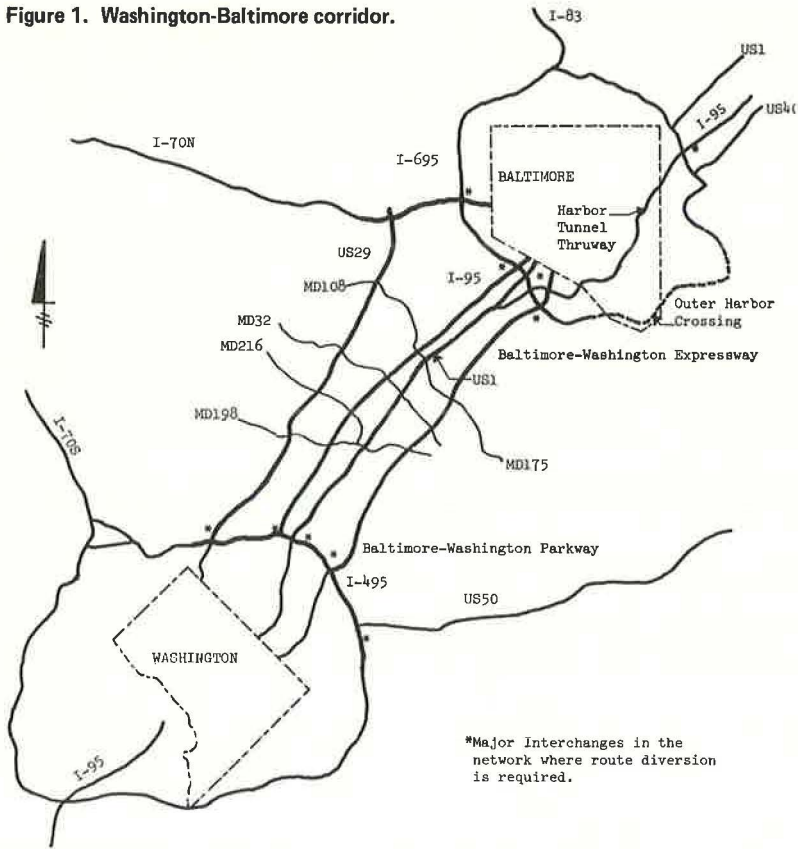 Figure 1. Washington-Baltimore corridor.
I-83
US1
I-95
US4(
I-70N
I-695
BALTIMORE
Harbor
Tunnel
Thruway
US29
MD108
I-95
Outer Harbor
Crossing
MD32
MD216
Baltimore-Washington Expressway
US1
MD198
I-70S
MD175
Baltimore-Washington Parkway
I-495
US50
WASHINGTON
I-95
*Major Interchanges in the
network where route diversion
is required.